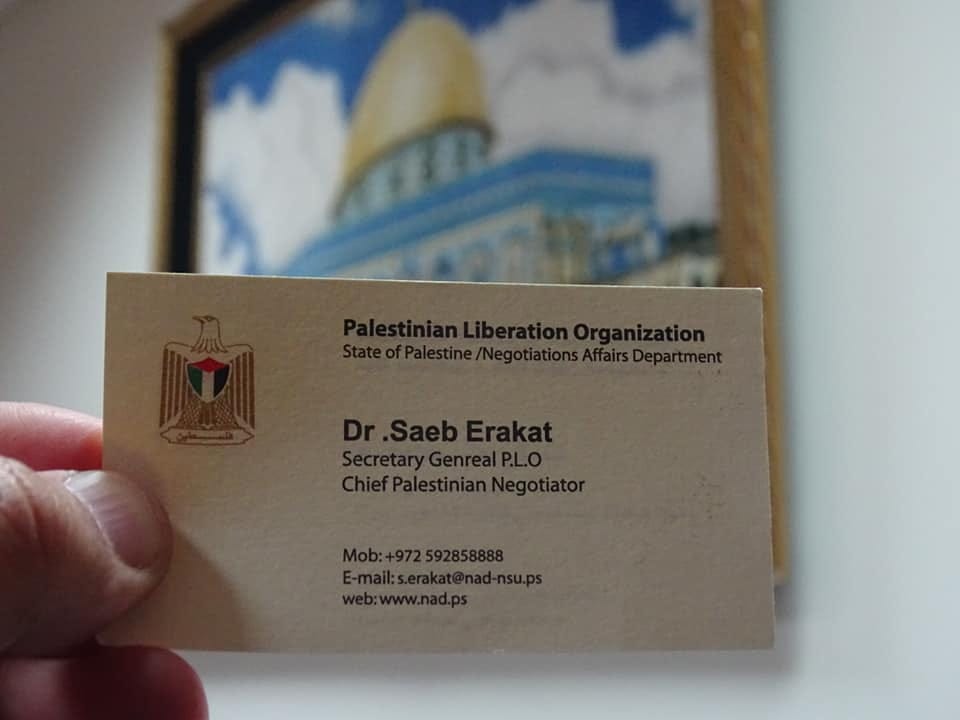 Palestinian Liberation Organization
State of Palestine /Negotiations Affairs Department
فلسطين
Dr .Saeb Erakat
Secretary Genreal P.L.O
Chief Palestinian Negotiator
Mob: +972 592858888
E-mail: s.erakat@nad-nsu.ps
web: www.nad.ps